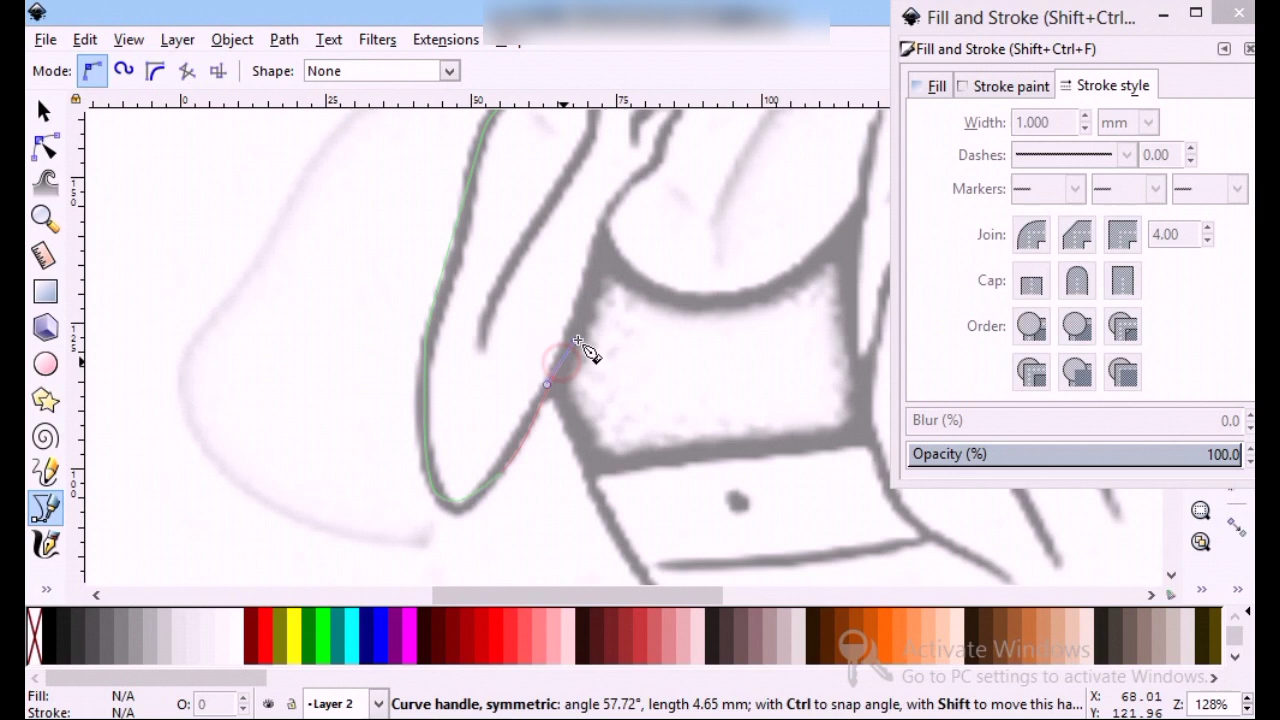 Fill and Stroke (Shift+Ctrl...
File Edit View Layer Object Path Text Filters Extensions
Fill and Stroke (Shift+Ctrl+F)
Mode: Shape: None
Fill Stroke paint Stroke style
0 25 50 75 100
Width: 1.000 mm
Dashes: 0.00
Markers:
150
Join: 4.00
Cap:
Order:
125
Blur (%) 0.0
Opacity (%) 100.0
100
Activate Windows
Go to PC settings to activate Windows.
Fill: N/A O: 0 Layer 2 Curve handle, symmetric: angle 57.72°, length 4.65 mm; with Ctrl to snap angle, with Shift to move this ha... X: 68.01 Z: 128%
Stroke: N/A Y: 121.96